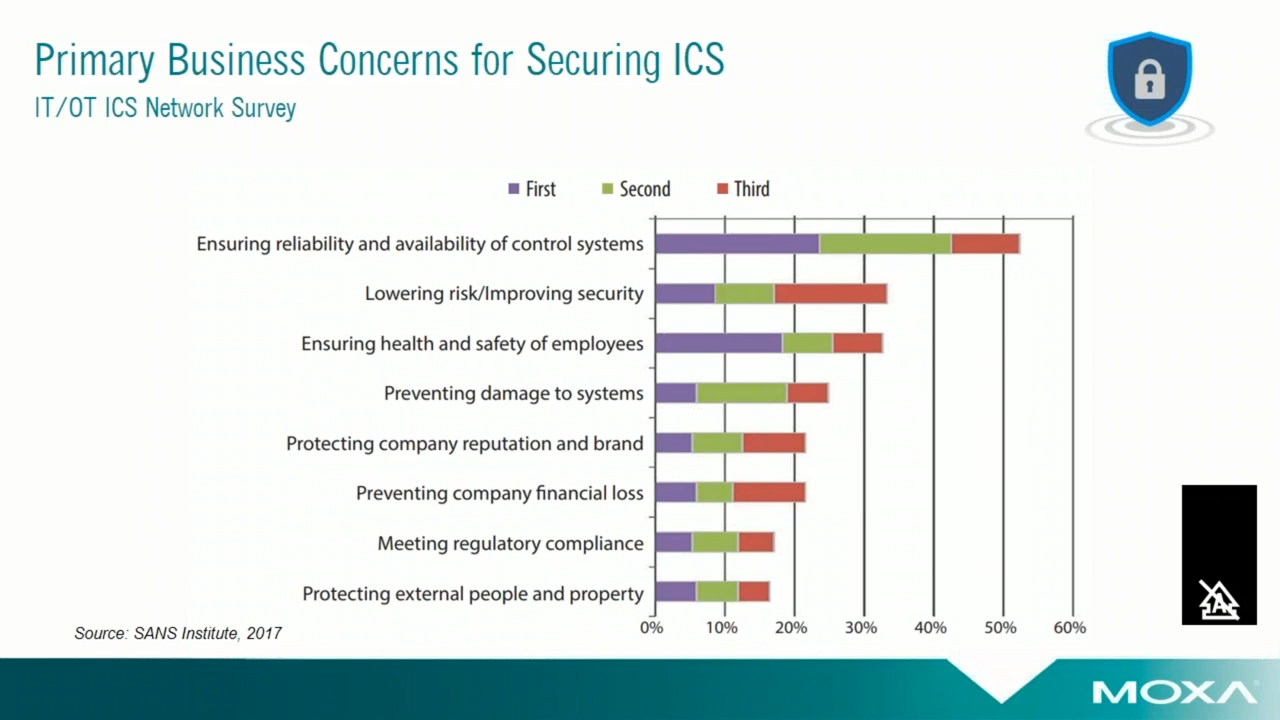 Primary Business Concerns for Securing ICS
IT/OT ICS Network Survey
First Second Third
Ensuring reliability and availability of control systems
Lowering risk/Improving security
Ensuring health and safety of employees
Preventing damage to systems
Protecting company reputation and brand
Preventing company financial loss
Meeting regulatory compliance
Protecting external people and property
0% 10% 20% 30% 40% 50% 60%
Source: SANS Institute, 2017
MOXA